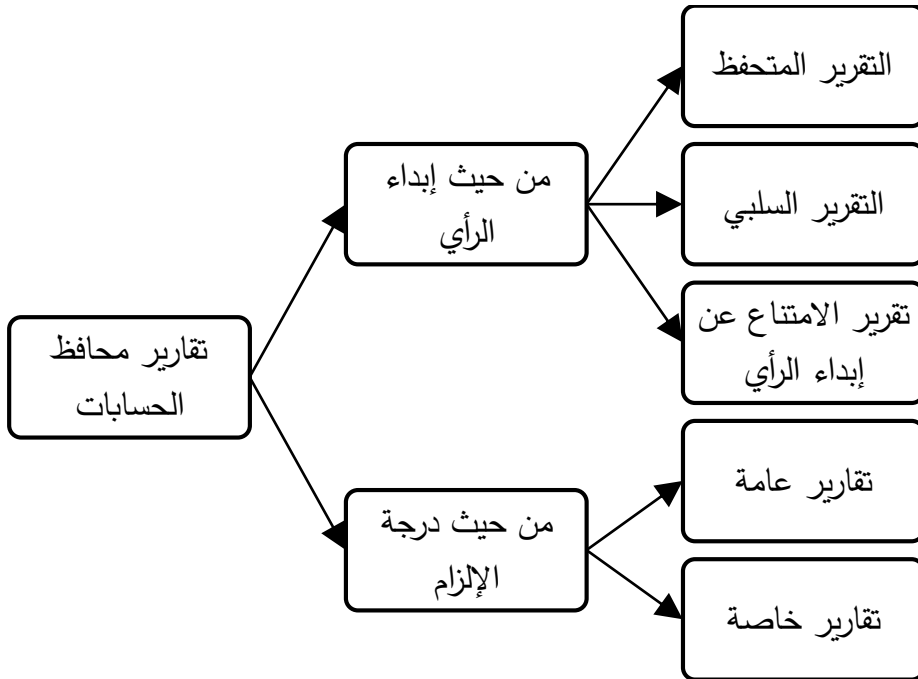 تقارير محافظ
الحسابات
من حيث إبداء
الرأي
التقرير المتحفظ
التقرير السلبي
تقرير الامتناع عن
إبداء الرأي
من حيث درجة
الإلزام
تقارير عامة
تقارير خاصة